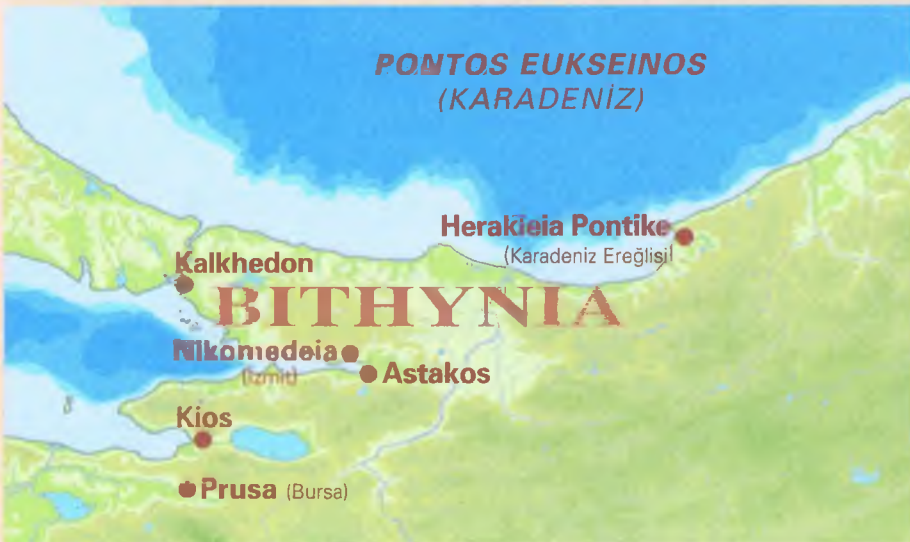 PONTOS EUKSEINOS
(KARADENİZ)
Herakleia Pontike
(Karadeniz Ereğlisi)
Kalkhedon
BITHYNIA
Nikomedeia
(İzmit)
Astakos
Kios
Prusa (Bursa)